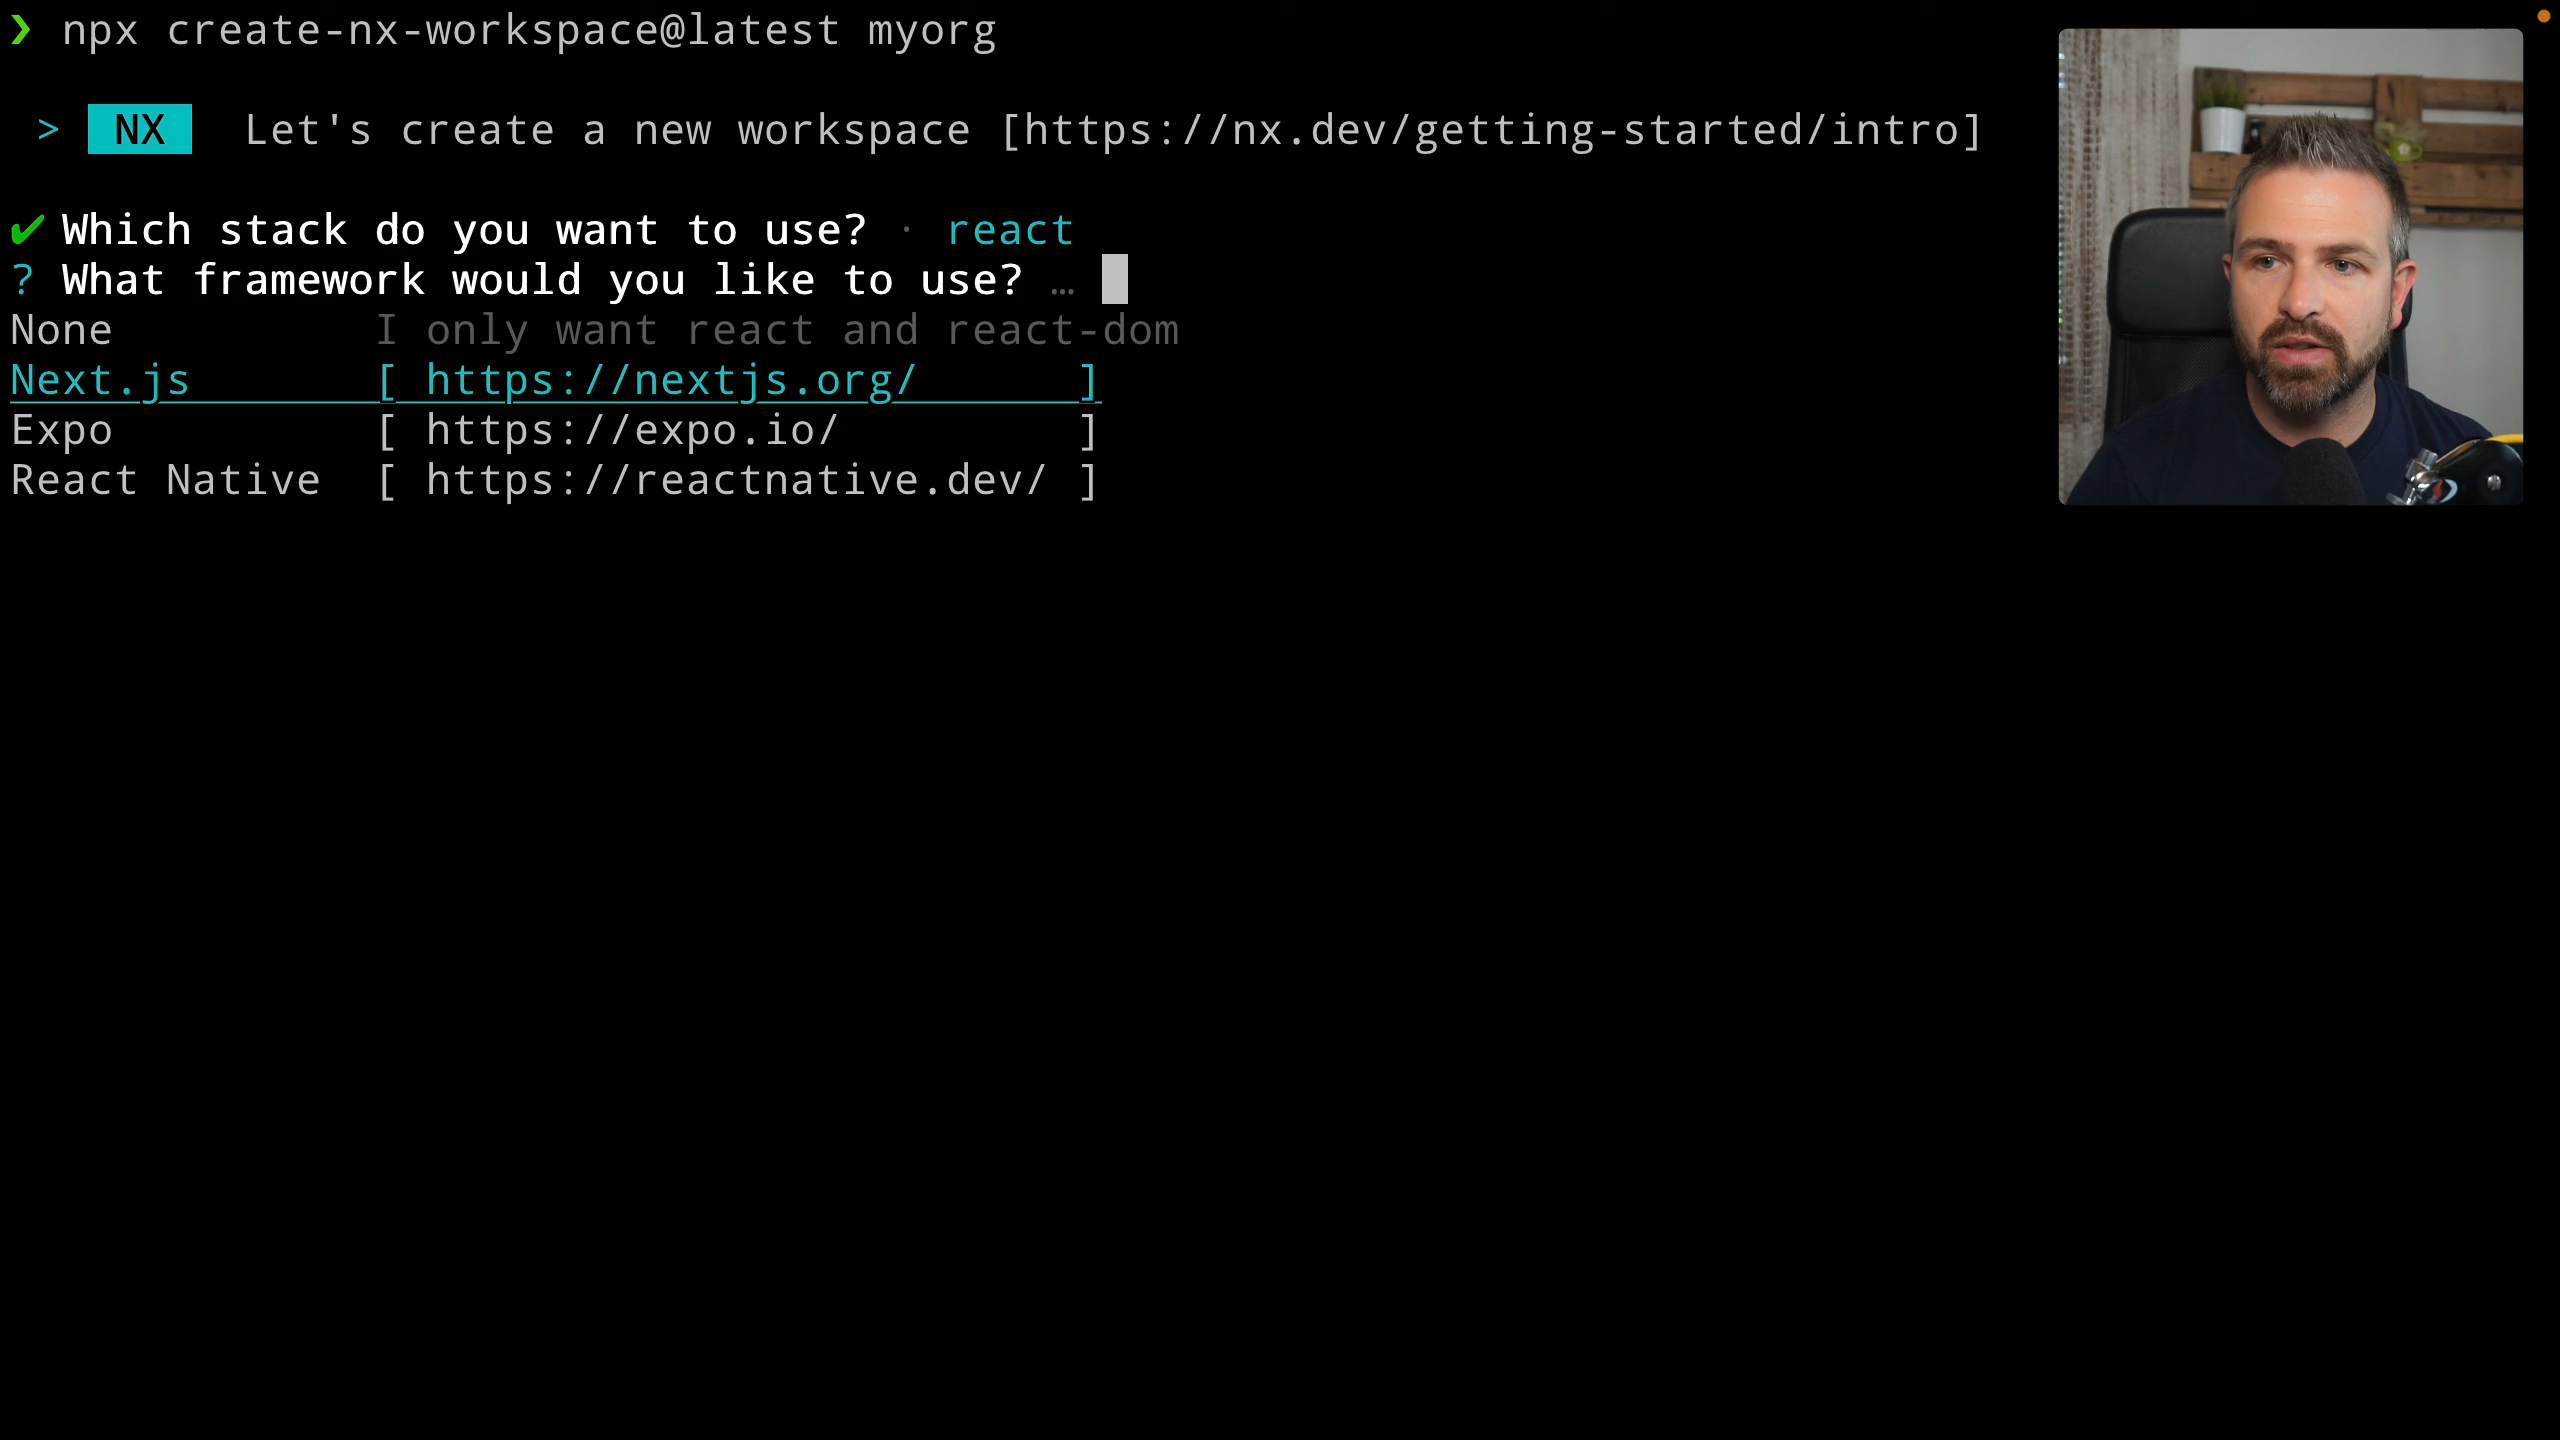 ❯ npx create-nx-workspace@latest myorg
> NX Let's create a new workspace [https://nx.dev/getting-started/intro]
✔ Which stack do you want to use? · react
? What framework would you like to use? …
None I only want react and react-dom
Next.js [ https://nextjs.org/ ]
Expo [ https://expo.io/ ]
React Native [ https://reactnative.dev/ ]